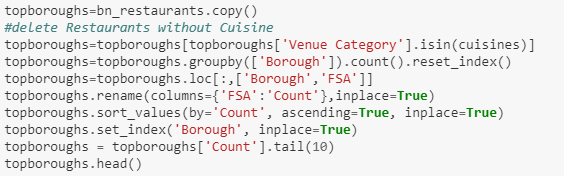 topboroughs=bn_restaurants.copy()
#delete Restaurants without Cuisine
topboroughs=topboroughs[topboroughs['Venue Category'].isin(cuisines)]
topboroughs=topboroughs.groupby(['Borough']).count().reset_index()
topboroughs=topboroughs.loc[:,['Borough','FSA']]
topboroughs.rename(columns={'FSA':'Count'},inplace=True)
topboroughs.sort_values(by='Count', ascending=True, inplace=True)
topboroughs.set_index('Borough', inplace=True)
topboroughs = topboroughs['Count'].tail(10)
topboroughs.head()